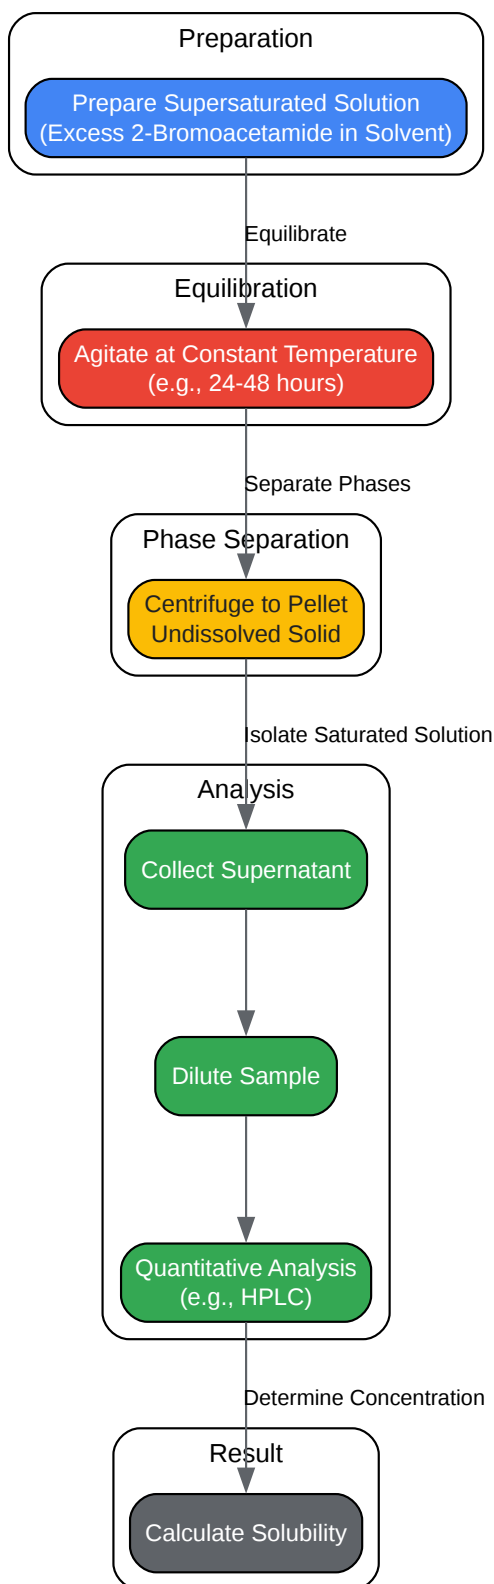 Preparation
Prepare Supersaturated Solution
(Excess 2-Bromoacetamide in Solvent)
Equilibrate
Equilibration
Agitate at Constant Temperature
(e.g., 24-48 hours)
Separate Phases
Phase Separation
Centrifuge to Pellet
Undissolved Solid
Isolate Saturated Solution
Analysis
Collect Supernatant
Dilute Sample
Quantitative Analysis
(e.g., HPLC)
Determine Concentration
Result
Calculate Solubility